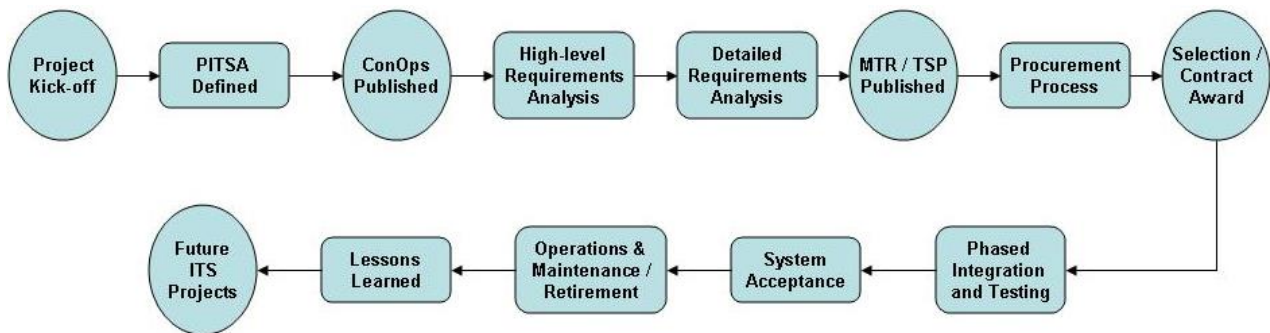 Project
Kick-off
PITSA
Defined
ConOps
Published
High-level
Requirements
Analysis
Detailed
Requirements
Analysis
MTR / TSP
Published
Procurement
Process
Selection /
Contract
Award
Phased
Integration
and Testing
System
Acceptance
Operations &
Maintenance /
Retirement
Lessons
Learned
Future
ITS
Projects